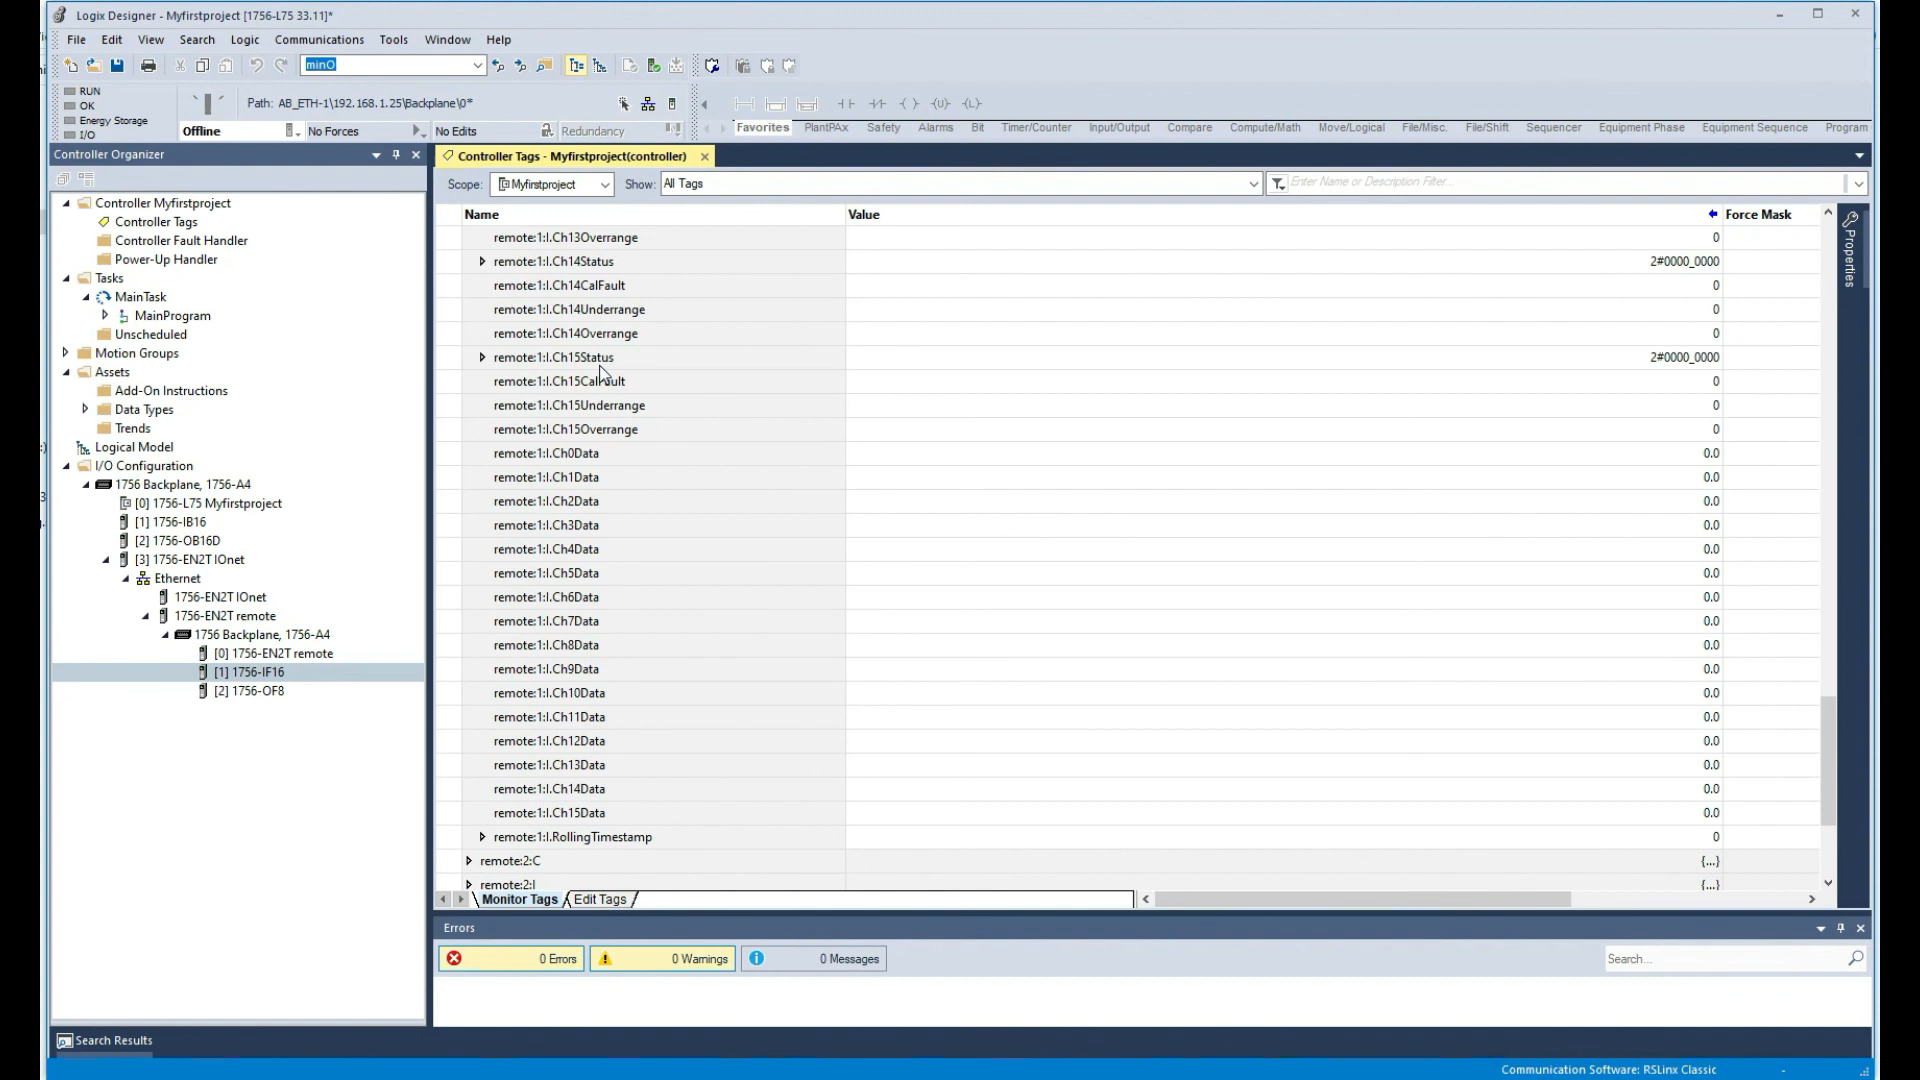 Logix Designer - Myfirstproject [1756-L75 33.11]*
File Edit View Search Logic Communications Tools Window Help
minO
RUN
OK
Energy Storage
I/O
Path: AB_ETH-1\192.168.1.25\Backplane\0*
Offline No Forces No Edits Redundancy
Favorites PlantPAx Safety Alarms Bit Timer/Counter Input/Output Compare Compute/Math Move/Logical File/Misc. File/Shift Sequencer Equipment Phase Equipment Sequence Program
Controller Organizer
Controller Myfirstproject
Controller Tags
Controller Fault Handler
Power-Up Handler
Tasks
MainTask
MainProgram
Unscheduled
Motion Groups
Assets
Add-On Instructions
Data Types
Trends
Logical Model
I/O Configuration
1756 Backplane, 1756-A4
[0] 1756-L75 Myfirstproject
[1] 1756-IB16
[2] 1756-OB16D
[3] 1756-EN2T IOnet
Ethernet
1756-EN2T IOnet
1756-EN2T remote
1756 Backplane, 1756-A4
[0] 1756-EN2T remote
[1] 1756-IF16
[2] 1756-OF8
Controller Tags - Myfirstproject(controller)
Scope: Myfirstproject Show: All Tags Enter Name or Description Filter...
Name Value Force Mask
remote:1:I.Ch13Overrange 0
remote:1:I.Ch14Status 2#0000_0000
remote:1:I.Ch14CalFault 0
remote:1:I.Ch14Underrange 0
remote:1:I.Ch14Overrange 0
remote:1:I.Ch15Status 2#0000_0000
remote:1:I.Ch15CalFault 0
remote:1:I.Ch15Underrange 0
remote:1:I.Ch15Overrange 0
remote:1:I.Ch0Data 0.0
remote:1:I.Ch1Data 0.0
remote:1:I.Ch2Data 0.0
remote:1:I.Ch3Data 0.0
remote:1:I.Ch4Data 0.0
remote:1:I.Ch5Data 0.0
remote:1:I.Ch6Data 0.0
remote:1:I.Ch7Data 0.0
remote:1:I.Ch8Data 0.0
remote:1:I.Ch9Data 0.0
remote:1:I.Ch10Data 0.0
remote:1:I.Ch11Data 0.0
remote:1:I.Ch12Data 0.0
remote:1:I.Ch13Data 0.0
remote:1:I.Ch14Data 0.0
remote:1:I.Ch15Data 0.0
remote:1:I.RollingTimestamp 0
remote:2:C {...}
remote:2:I {...}
Monitor Tags Edit Tags
Properties
Errors
0 Errors 0 Warnings 0 Messages Search...
Search Results
Communication Software: RSLinx Classic -